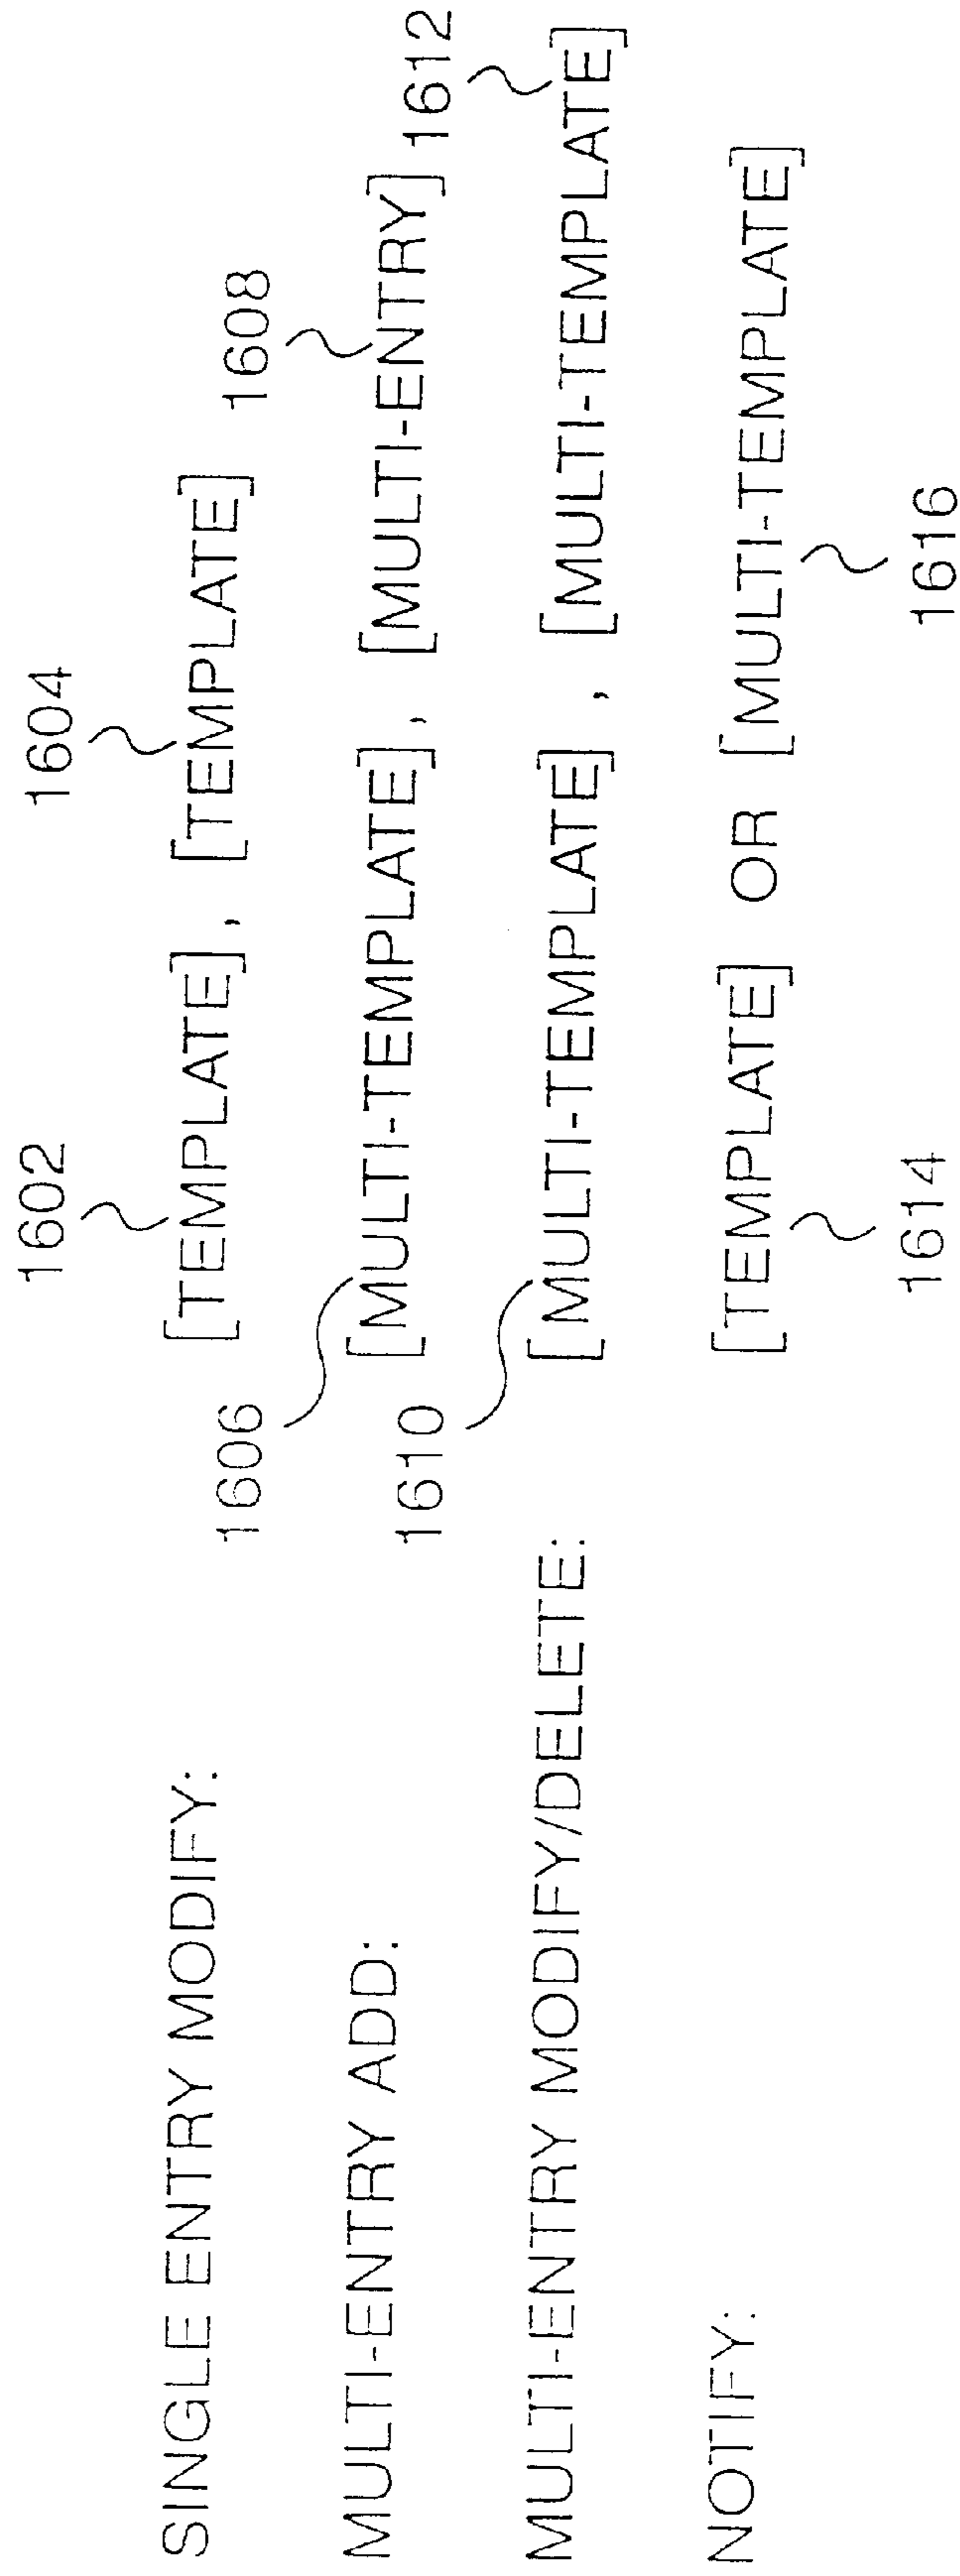 1602 1604
SINGLE ENTRY MODIFY: [TEMPLATE], [TEMPLATE]
1606 1608
MULTI-ENTRY ADD: [MULTI-TEMPLATE], [MULTI-ENTRY]
1610 1612
MULTI-ENTRY MODIFY/DELETE: [MULTI-TEMPLATE], [MULTI-TEMPLATE]
NOTIFY: [TEMPLATE] OR [MULTI-TEMPLATE]
1614 1616